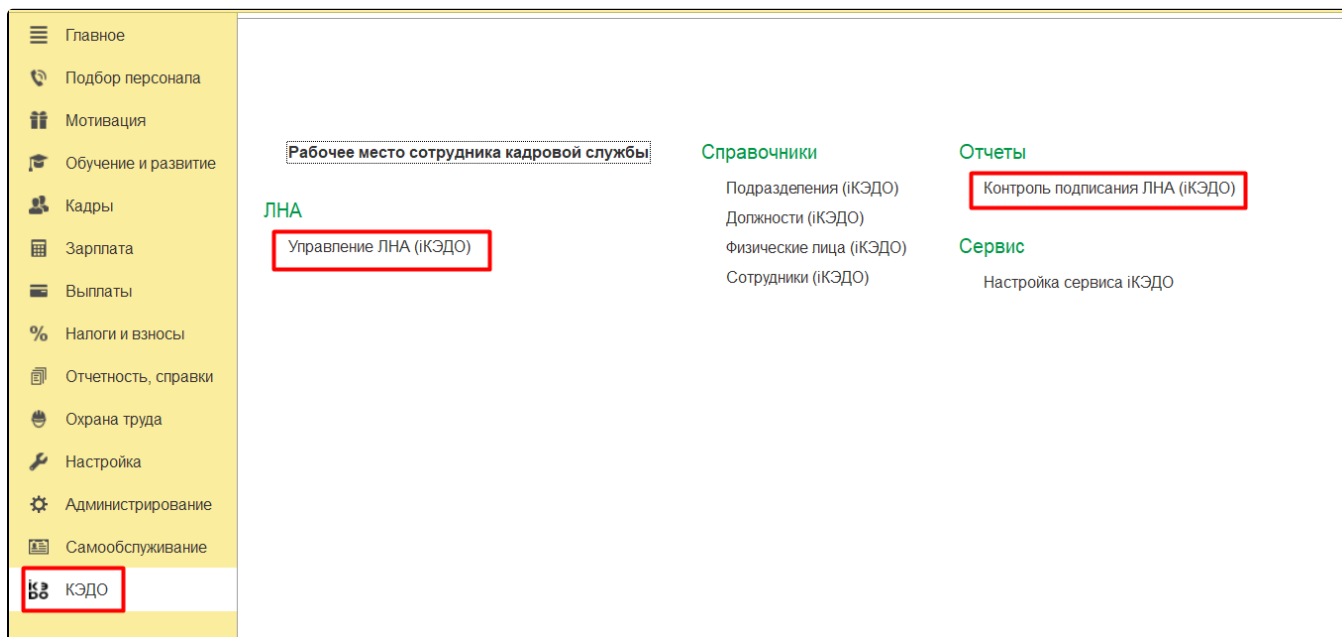 Главное
Подбор персонала
Мотивация
Обучение и развитие
Кадры
Зарплата
Выплаты
Налоги и взносы
Отчетность, справки
Охрана труда
Настройка
Администрирование
Самообслуживание
iКЭДО КЭДО
Рабочее место сотрудника кадровой службы
ЛНА
Управление ЛНА (iКЭДО)
Справочники
Подразделения (iКЭДО)
Должности (iКЭДО)
Физические лица (iКЭДО)
Сотрудники (iКЭДО)
Отчеты
Контроль подписания ЛНА (iКЭДО)
Сервис
Настройка сервиса iКЭДО